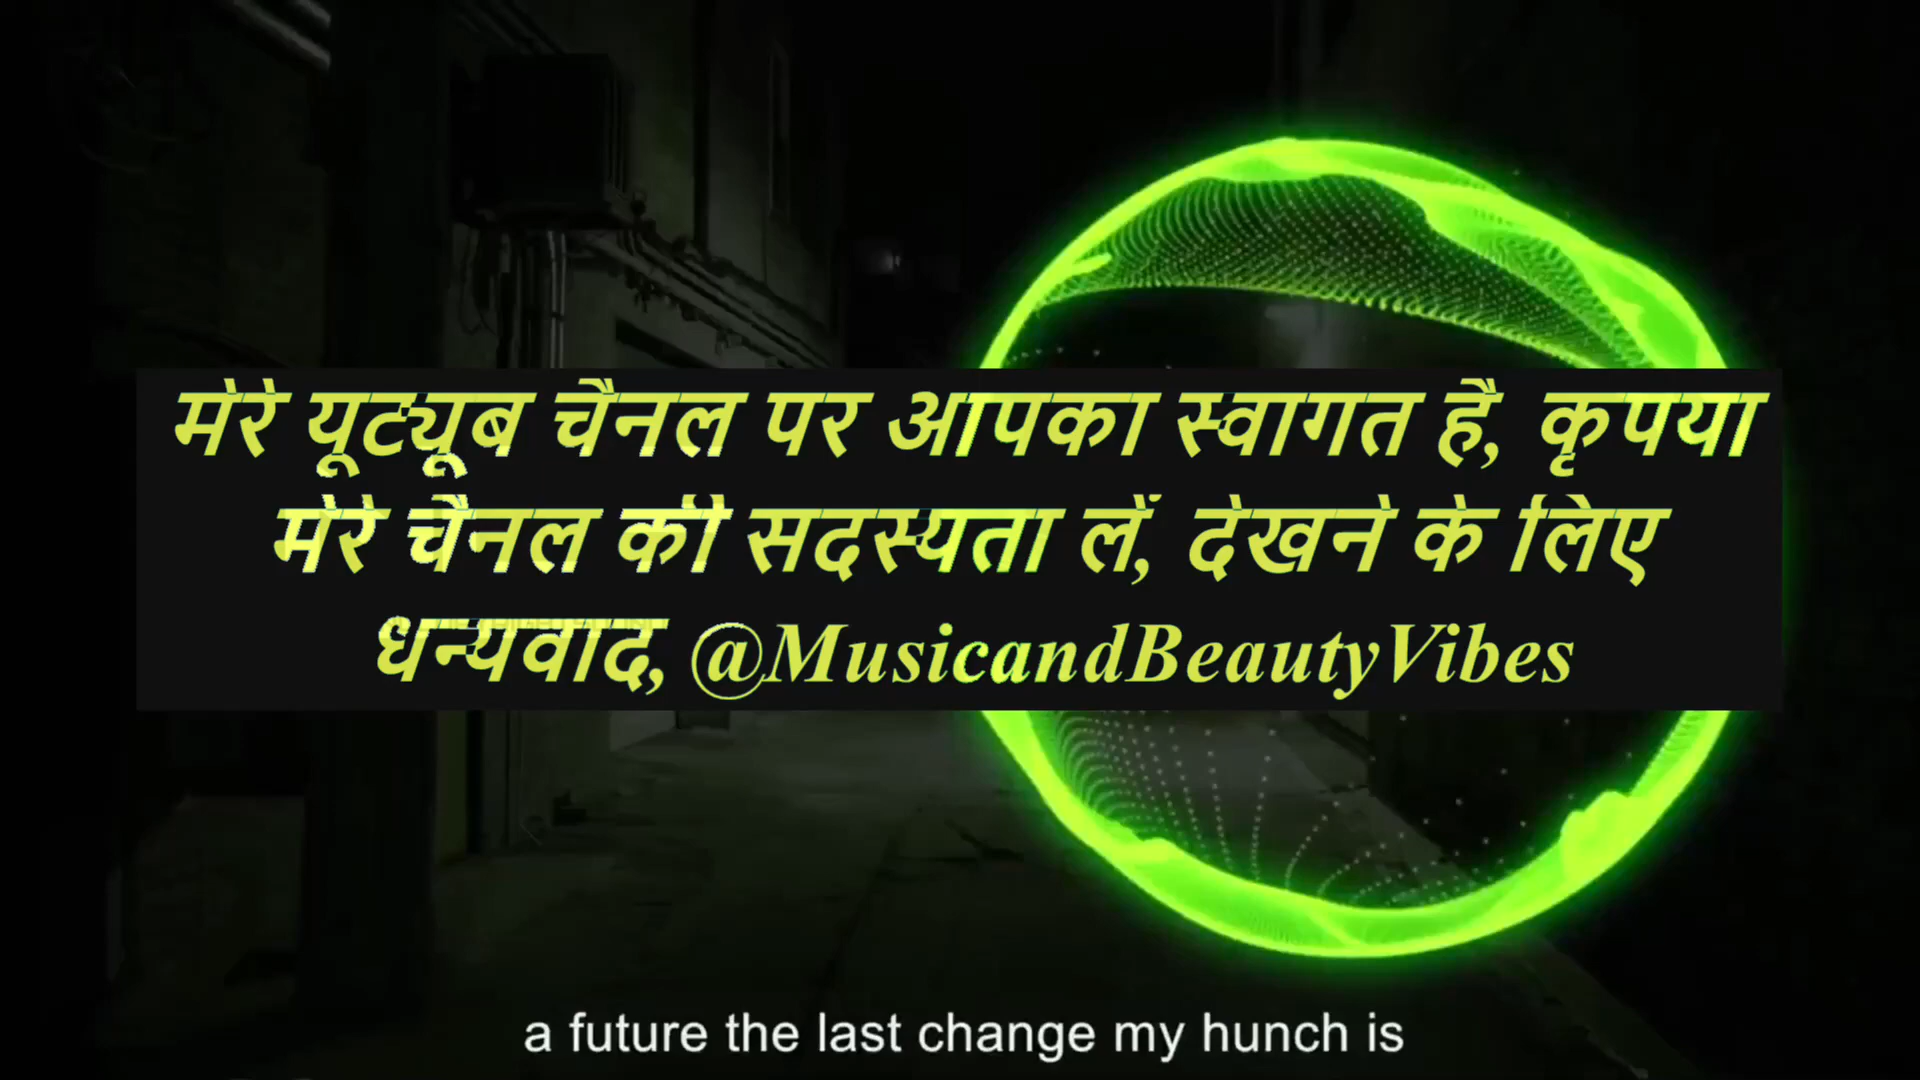 मेरे यूट्यूब चैनल पर आपका स्वागत है, कृपया
मेरे चैनल की सदस्यता लें, देखने के लिए
धन्यवाद, @MusicandBeautyVibes
a future the last change my hunch is